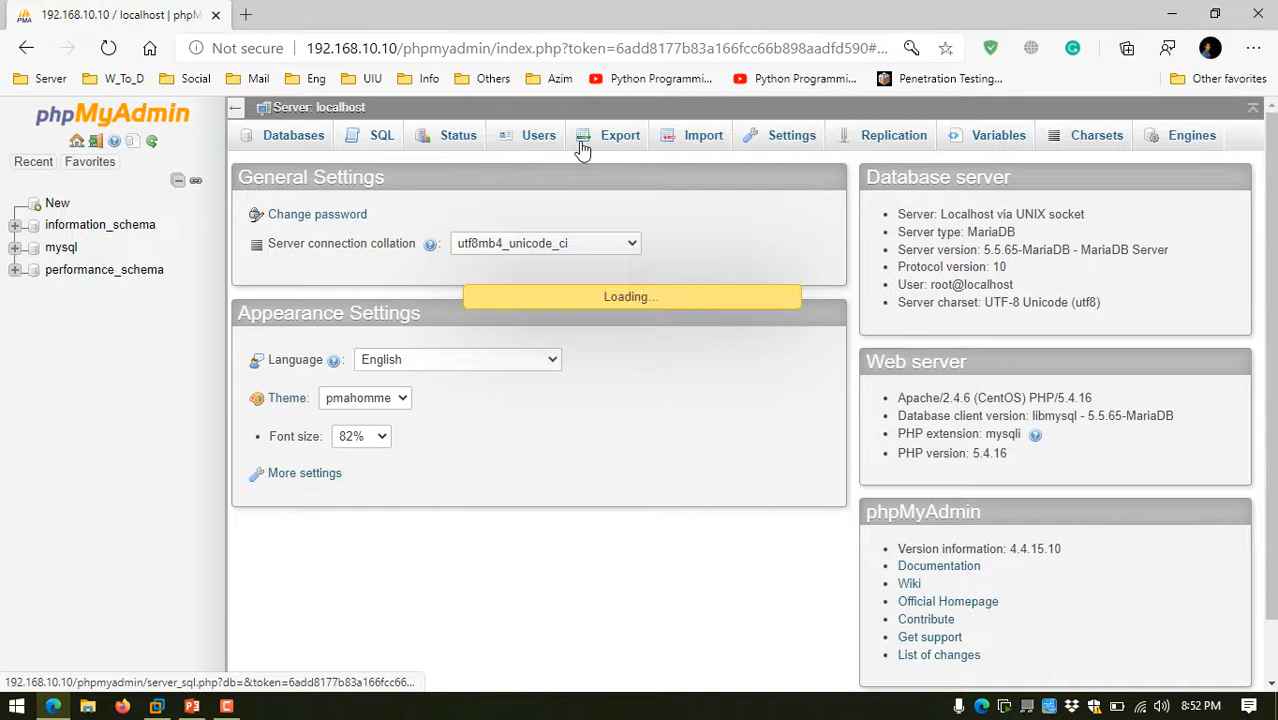 192.168.10.10 / localhost | phpM
Not secure
192.168.10.10/phpmyadmin/index.php?token=6add8177b83a166fcc66b898aadfd590#...
Server
W_To_D
Social
Mail
Eng
UIU
Info
Others
Azim
Python Programmi...
Python Programmi...
Penetration Testing...
Other favorites
phpMyAdmin
Recent
Favorites
New
information_schema
mysql
performance_schema
Server: localhost
Databases
SQL
Status
Users
Export
Import
Settings
Replication
Variables
Charsets
Engines
General Settings
Change password
Server connection collation
:
utf8mb4_unicode_ci
Loading...
Appearance Settings
Language
:
English
Theme:
pmahomme
• Font size:
82%
More settings
Database server
• Server: Localhost via UNIX socket
• Server type: MariaDB
• Server version: 5.5.65-MariaDB - MariaDB Server
• Protocol version: 10
• User: root@localhost
• Server charset: UTF-8 Unicode (utf8)
Web server
• Apache/2.4.6 (CentOS) PHP/5.4.16
• Database client version: libmysql - 5.5.65-MariaDB
• PHP extension: mysqli
• PHP version: 5.4.16
phpMyAdmin
• Version information: 4.4.15.10
• Documentation
• Wiki
• Official Homepage
• Contribute
• Get support
• List of changes
192.168.10.10/phpmyadmin/server_sql.php?db=&token=6add8177b83a166fcc66...
8:52 PM